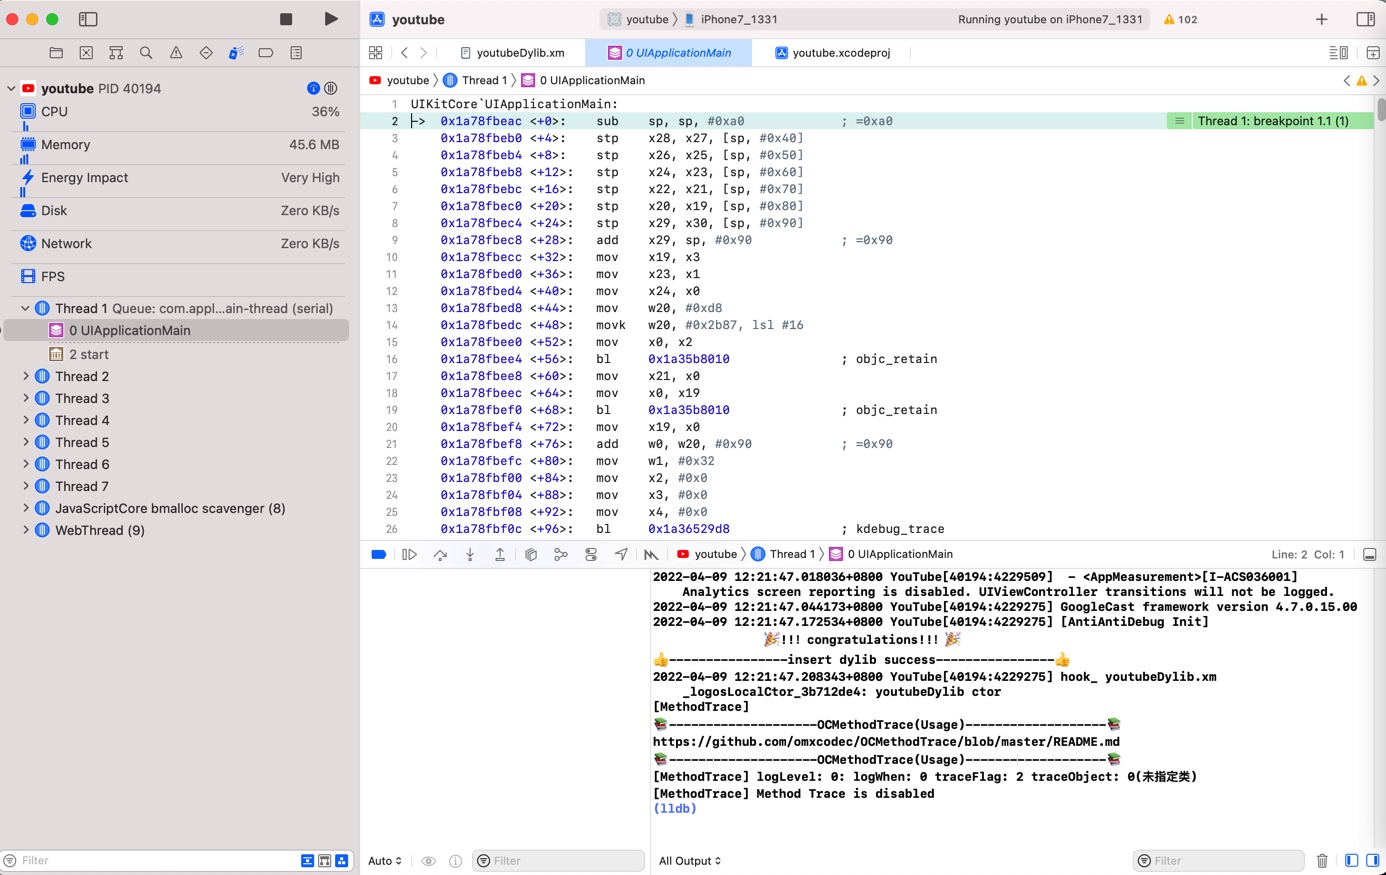 youtube
youtube
iPhone7_1331
Running youtube on iPhone7_1331
102
youtubeDylib.xm
0 UIApplicationMain
youtube.xcodeproj
youtube PID 40194
CPU 36%
Memory 45.6 MB
Energy Impact Very High
Disk Zero KB/s
Network Zero KB/s
FPS
Thread 1 Queue: com.appl...ain-thread (serial)
0 UIApplicationMain
2 start
Thread 2
Thread 3
Thread 4
Thread 5
Thread 6
Thread 7
JavaScriptCore bmalloc scavenger (8)
WebThread (9)
Filter
youtube Thread 1 0 UIApplicationMain
1 UIKitCore`UIApplicationMain:
2 -> 0x1a78fbeac <+0>: sub sp, sp, #0xa0 ; =0xa0 Thread 1: breakpoint 1.1 (1)
3 0x1a78fbeb0 <+4>: stp x28, x27, [sp, #0x40]
4 0x1a78fbeb4 <+8>: stp x26, x25, [sp, #0x50]
5 0x1a78fbeb8 <+12>: stp x24, x23, [sp, #0x60]
6 0x1a78fbebc <+16>: stp x22, x21, [sp, #0x70]
7 0x1a78fbec0 <+20>: stp x20, x19, [sp, #0x80]
8 0x1a78fbec4 <+24>: stp x29, x30, [sp, #0x90]
9 0x1a78fbec8 <+28>: add x29, sp, #0x90 ; =0x90
10 0x1a78fbecc <+32>: mov x19, x3
11 0x1a78fbed0 <+36>: mov x23, x1
12 0x1a78fbed4 <+40>: mov x24, x0
13 0x1a78fbed8 <+44>: mov w20, #0xd8
14 0x1a78fbedc <+48>: movk w20, #0x2b87, lsl #16
15 0x1a78fbee0 <+52>: mov x0, x2
16 0x1a78fbee4 <+56>: bl 0x1a35b8010 ; objc_retain
17 0x1a78fbee8 <+60>: mov x21, x0
18 0x1a78fbeec <+64>: mov x0, x19
19 0x1a78fbef0 <+68>: bl 0x1a35b8010 ; objc_retain
20 0x1a78fbef4 <+72>: mov x19, x0
21 0x1a78fbef8 <+76>: add w0, w20, #0x90 ; =0x90
22 0x1a78fbefc <+80>: mov w1, #0x32
23 0x1a78fbf00 <+84>: mov x2, #0x0
24 0x1a78fbf04 <+88>: mov x3, #0x0
25 0x1a78fbf08 <+92>: mov x4, #0x0
26 0x1a78fbf0c <+96>: bl 0x1a36529d8 ; kdebug_trace
youtube Thread 1 0 UIApplicationMain
Line: 2 Col: 1
2022-04-09 12:21:47.018036+0800 YouTube[40194:4229509] - <AppMeasurement>[I-ACS036001]
Analytics screen reporting is disabled. UIViewController transitions will not be logged.
2022-04-09 12:21:47.044173+0800 YouTube[40194:4229275] GoogleCast framework version 4.7.0.15.00
2022-04-09 12:21:47.172534+0800 YouTube[40194:4229275] [AntiAntiDebug Init]
🎉!!! congratulations!!! 🎉
👍----------------insert dylib success----------------👍
2022-04-09 12:21:47.208343+0800 YouTube[40194:4229275] hook_ youtubeDylib.xm
_logosLocalCtor_3b712de4: youtubeDylib ctor
[MethodTrace]
📚--------------------OCMethodTrace(Usage)-------------------📚
https://github.com/omxcodec/OCMethodTrace/blob/master/README.md
📚--------------------OCMethodTrace(Usage)-------------------📚
[MethodTrace] logLevel: 0: logWhen: 0 traceFlag: 2 traceObject: 0(未指定类)
[MethodTrace] Method Trace is disabled
(lldb)
Auto
Filter
All Output
Filter